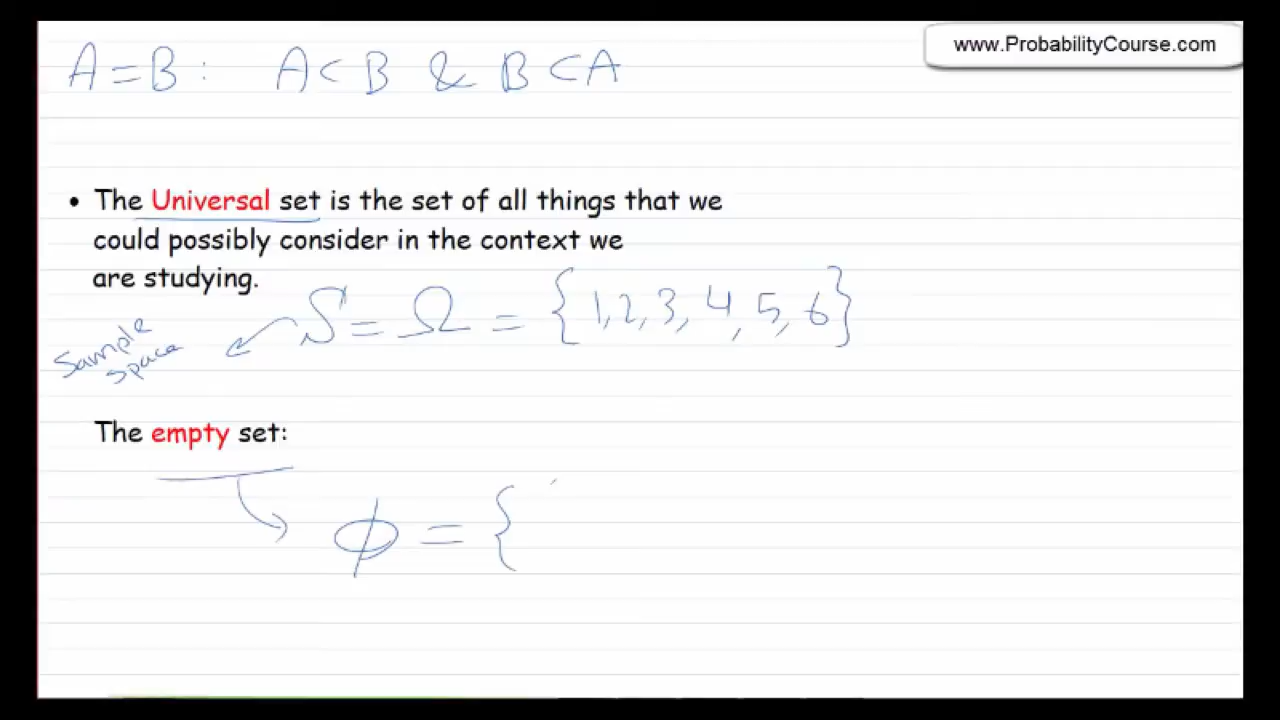 www.ProbabilityCourse.com
A = B : A ⊂ B & B ⊂ A
• The Universal set is the set of all things that we
could possibly consider in the context we
are studying.
S = Ω = {1, 2, 3, 4, 5, 6}
Sample
space
The empty set:
ϕ = {